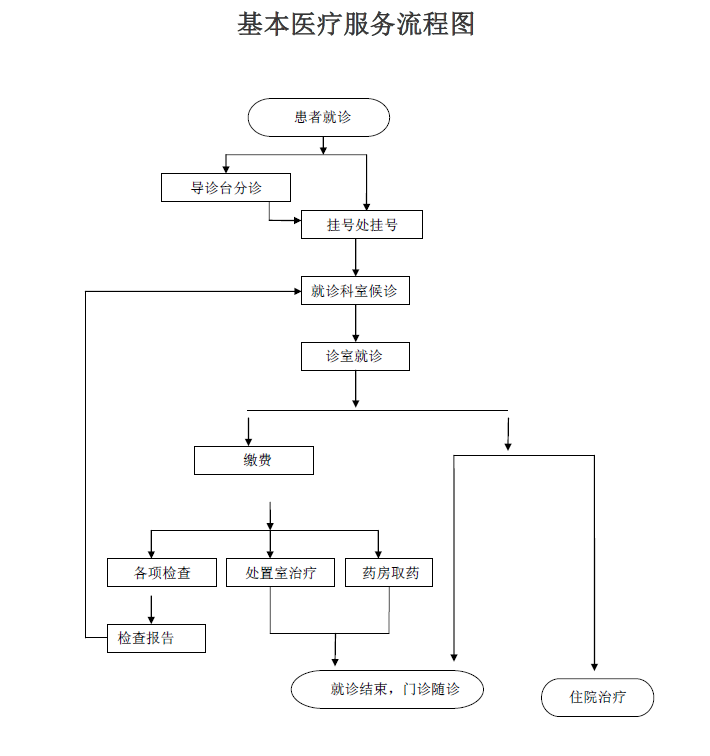 基本医疗服务流程图
患者就诊
导诊台分诊
挂号处挂号
就诊科室候诊
诊室就诊
缴费
各项检查
处置室治疗
药房取药
检查报告
就诊结束，门诊随诊
住院治疗